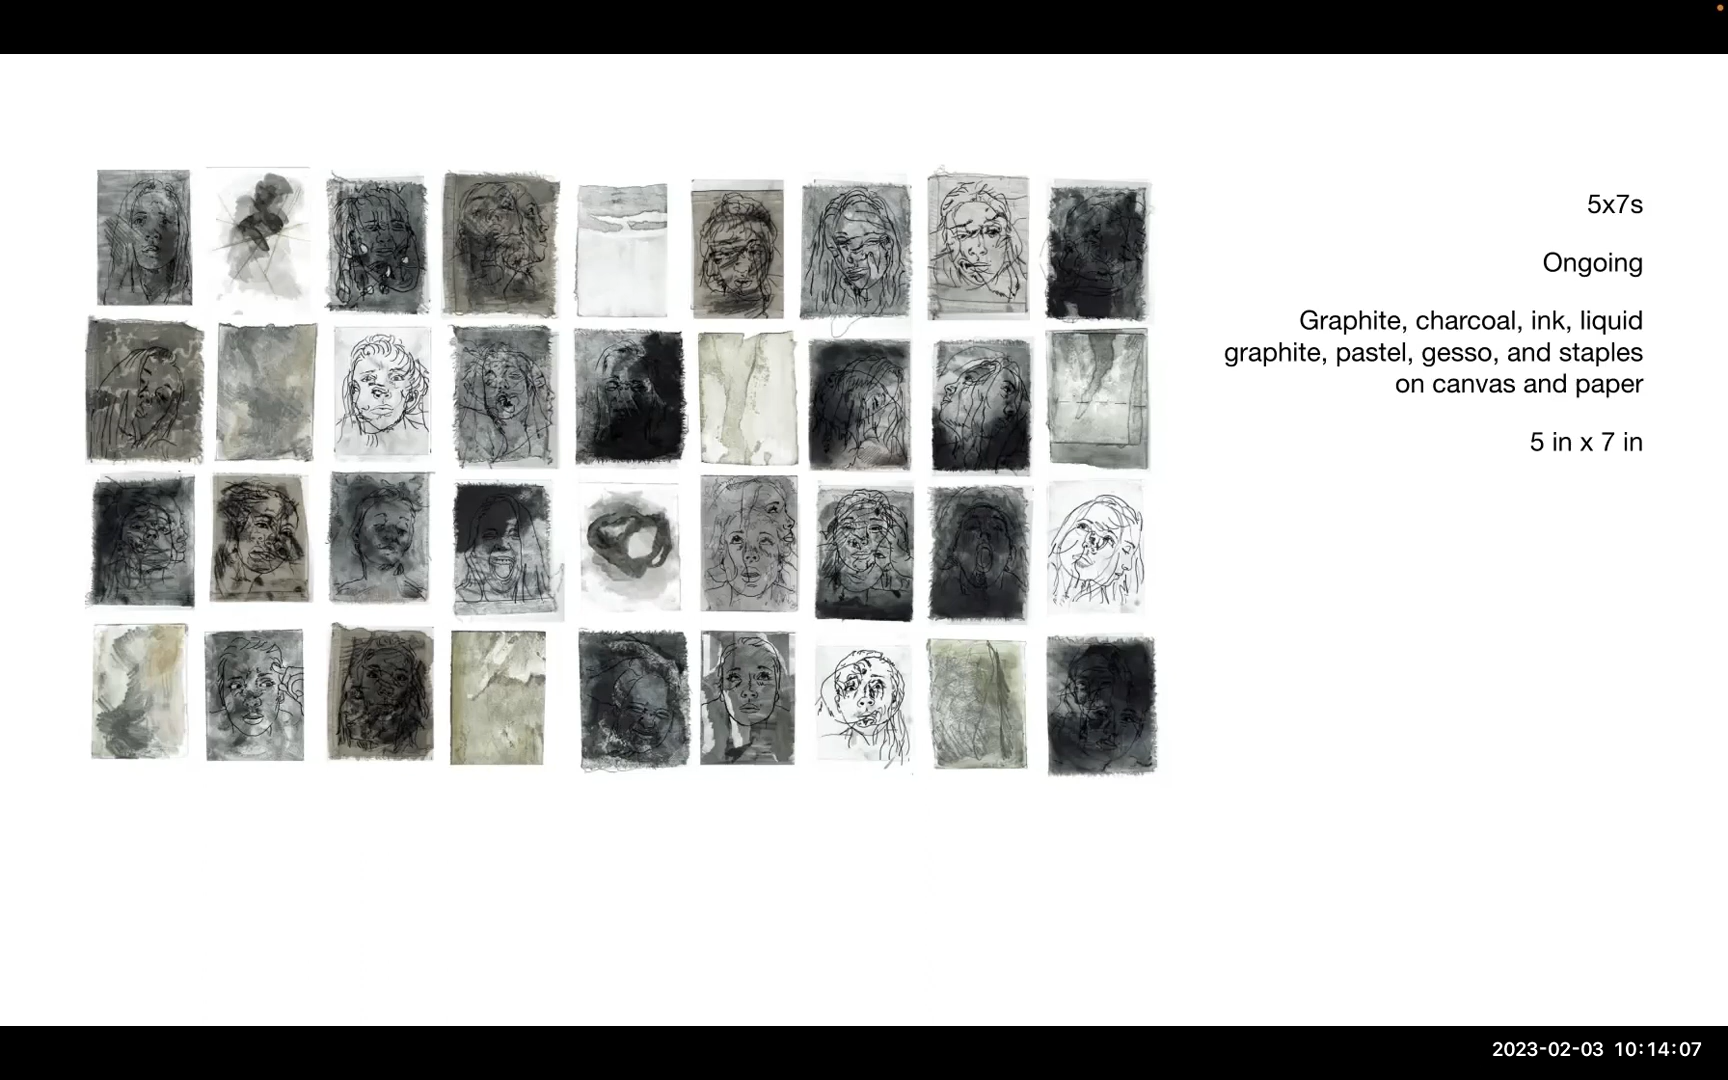 5x7s
Ongoing
Graphite, charcoal, ink, liquid
graphite, pastel, gesso, and staples
on canvas and paper
5 in x 7 in
2023-02-03 10:14:07